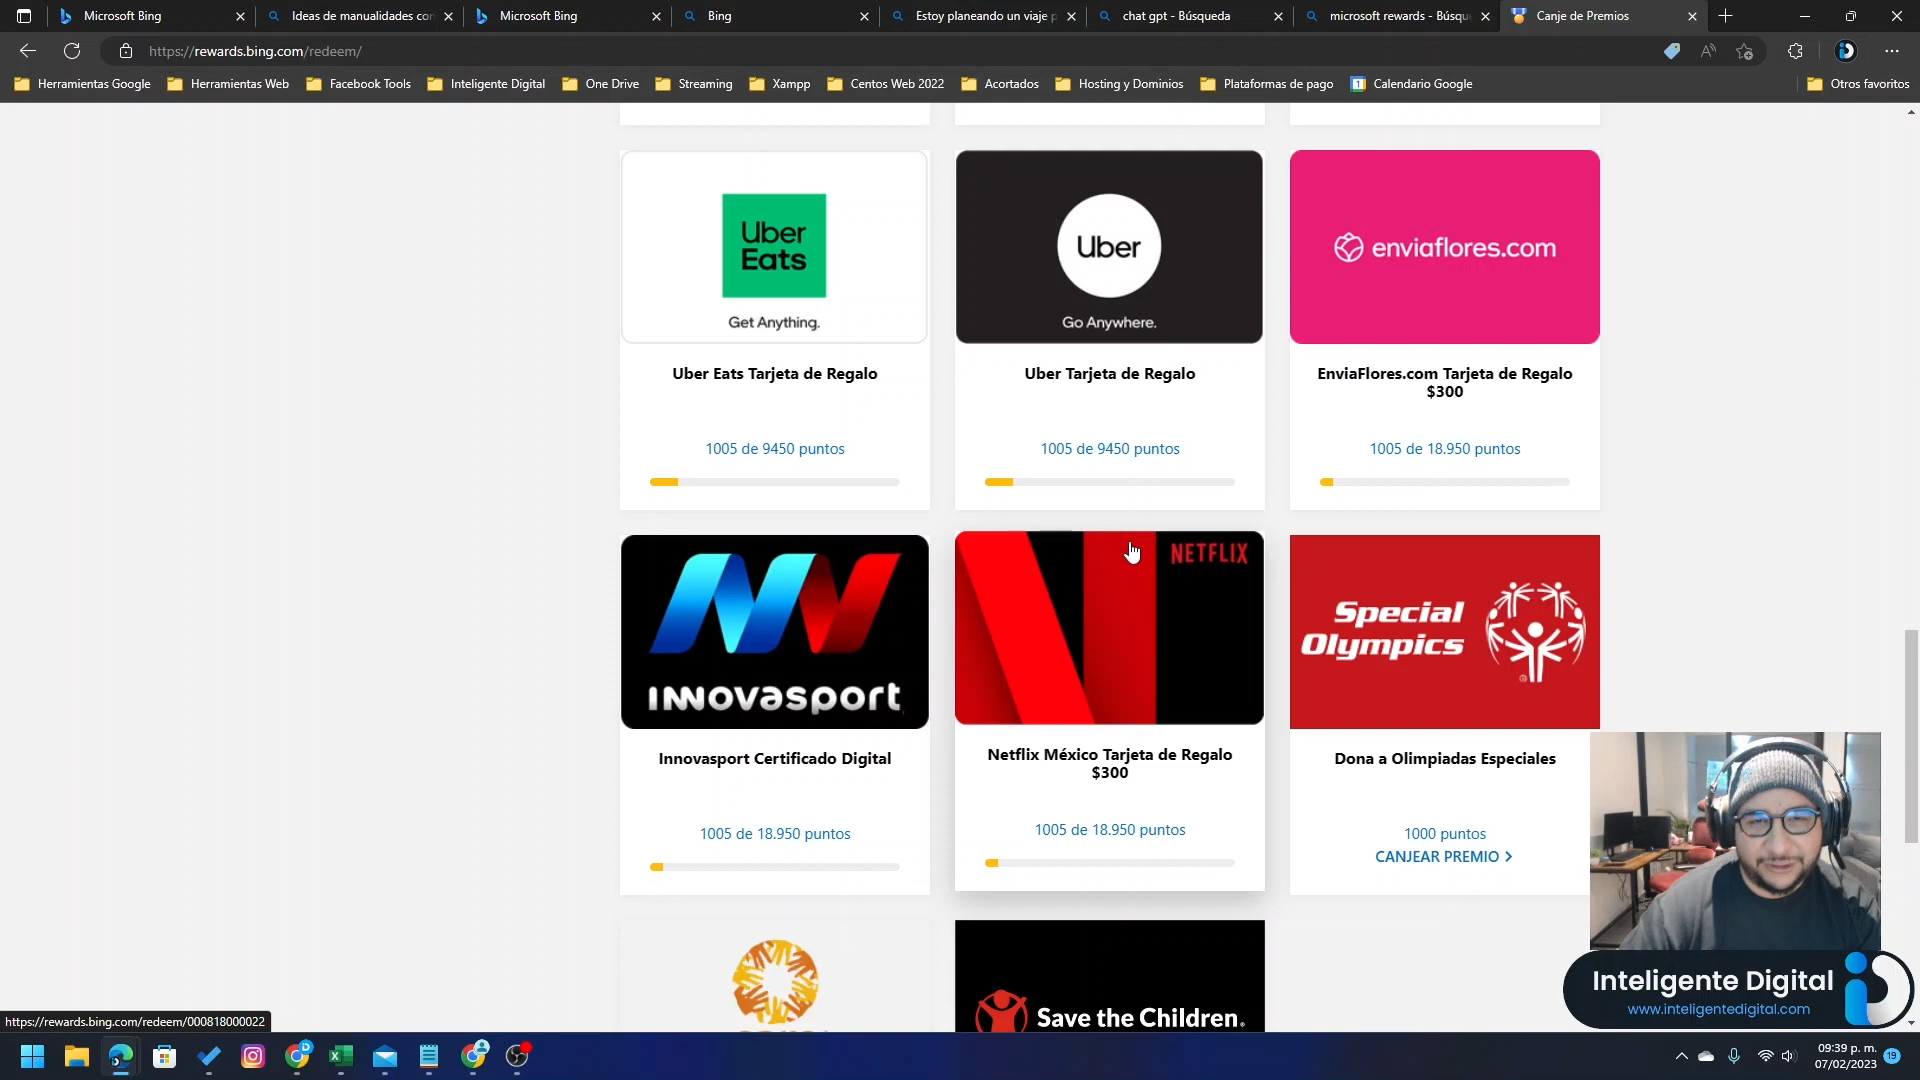 Microsoft Bing
Ideas de manualidades con
Microsoft Bing
Bing
Estoy planeando un viaje p
chat gpt - Búsqueda
microsoft rewards - Búsqu
Canje de Premios
https://rewards.bing.com/redeem/
Herramientas Google
Herramientas Web
Facebook Tools
Inteligente Digital
One Drive
Streaming
Xampp
Centos Web 2022
Acortados
Hosting y Dominios
Plataformas de pago
Calendario Google
Otros favoritos
Uber
Eats
Get Anything.
Uber
Go Anywhere.
enviaflores.com
Uber Eats Tarjeta de Regalo
Uber Tarjeta de Regalo
EnviaFlores.com Tarjeta de Regalo
$300
1005 de 9450 puntos
1005 de 9450 puntos
1005 de 18.950 puntos
INNOVASPORT
NETFLIX
Special
Olympics
Innovasport Certificado Digital
Netflix México Tarjeta de Regalo
$300
Dona a Olimpiadas Especiales
1005 de 18.950 puntos
1005 de 18.950 puntos
1000 puntos
CANJEAR PREMIO >
Save the Children.
Inteligente Digital
www.inteligentedigital.com
https://rewards.bing.com/redeem/000818000022
09:39 p. m.
07/02/2023
19